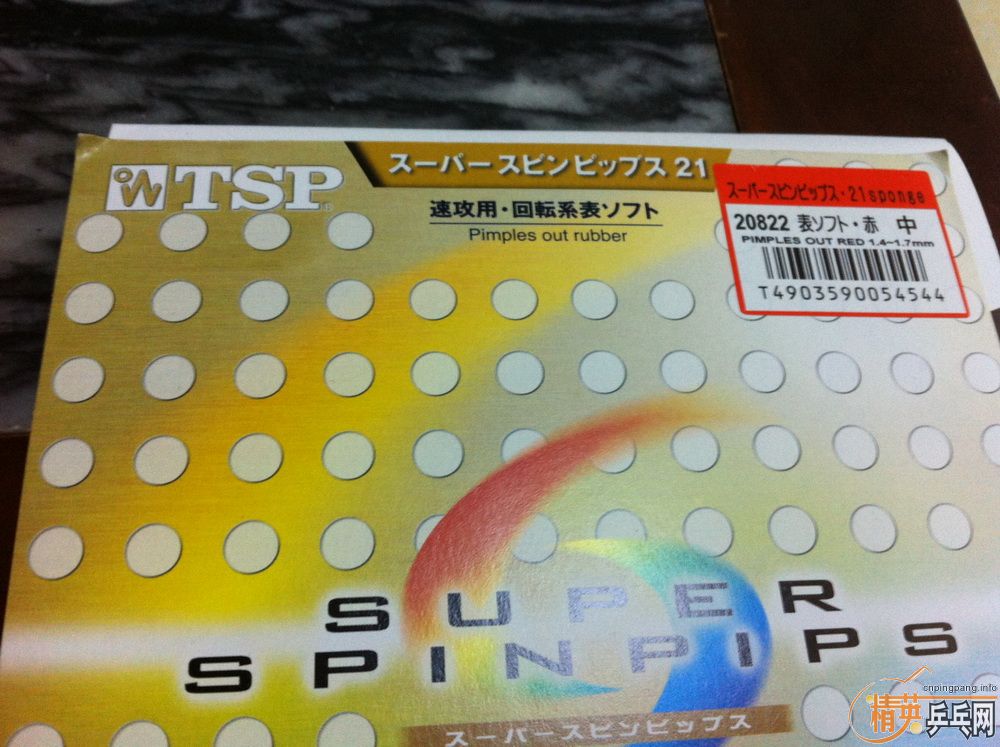 TSP
スーパースピンピップス 21
速攻用・回転系表ソフト
Pimples out rubber
スーパースピンピップス・21sponge
20822 表ソフト・赤 中
PIMPLES OUT RED 1.4~1.7mm
T4903590054544
SUPER
SPINPIPS
スーパースピンピップス
cnpingpang.info
精英乒乓网